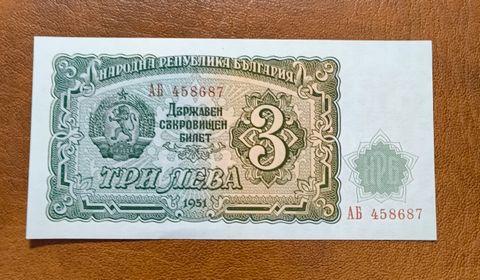 НАРОДНА РЕПУБЛИКА БЪЛГАРИЯ
АБ 458687
ДЪРЖАВЕН
СЪКРОВИЩЕН
БИЛЕТ
3
ТРИ ЛЕВА
1951
АБ 458687